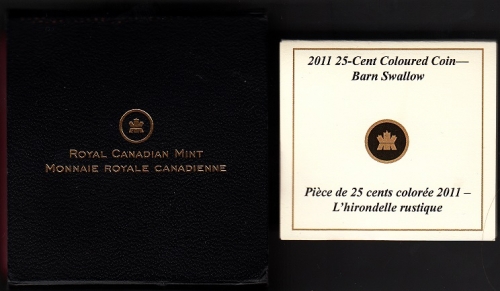 ROYAL CANADIAN MINT
MONNAIE ROYALE CANADIENNE
2011 25-Cent Coloured Coin—
Barn Swallow
Pièce de 25 cents colorée 2011 –
L'hirondelle rustique